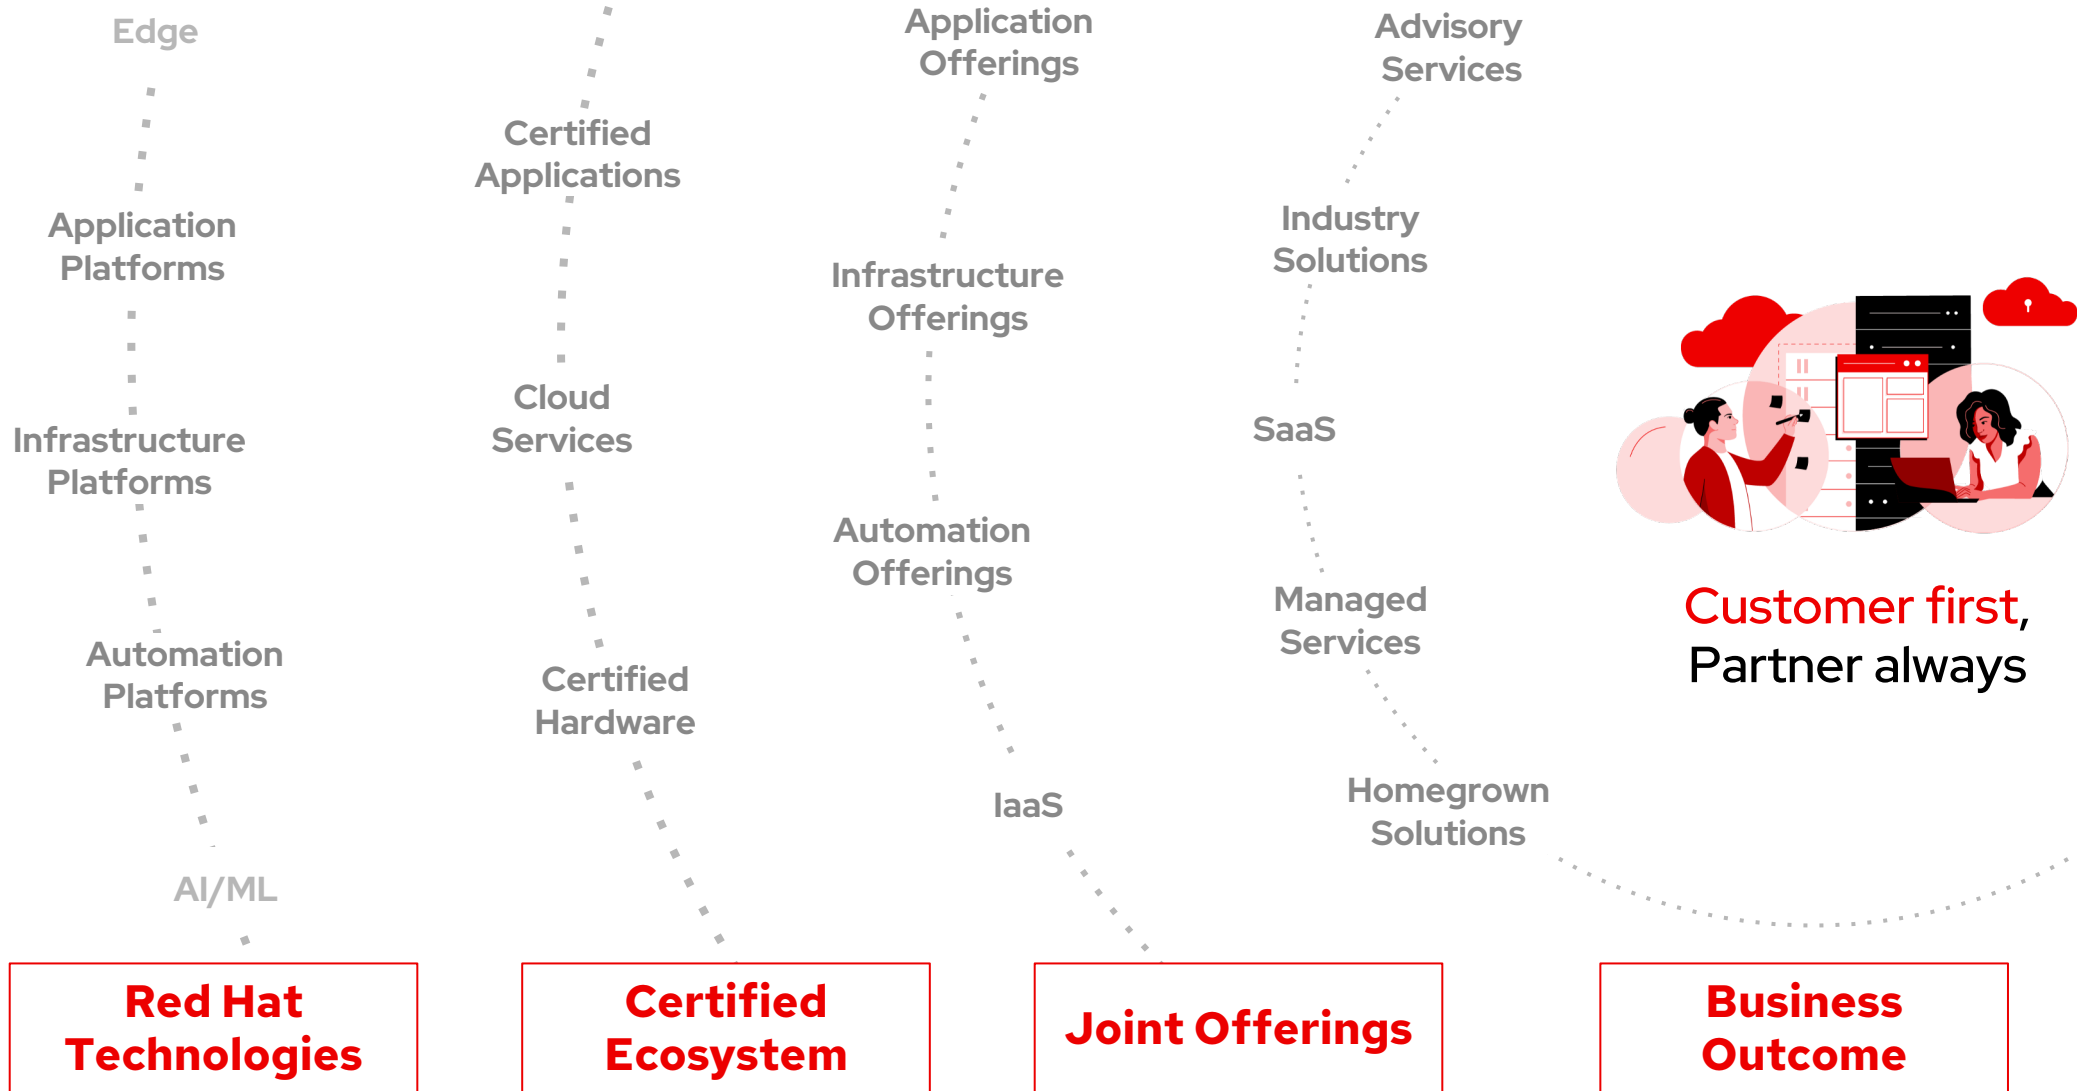 Edge
Application
Platforms
Infrastructure
Platforms
Automation
Platforms
AI/ML
Red Hat
Technologies
Certified
Applications
Cloud
Services
Certified
Hardware
Certified
Ecosystem
Application
Offerings
Infrastructure
Offerings
Automation
Offerings
IaaS
Joint Offerings
Advisory
Services
Industry
Solutions
SaaS
Managed
Services
Homegrown
Solutions
Customer first,
Partner always
Business
Outcome